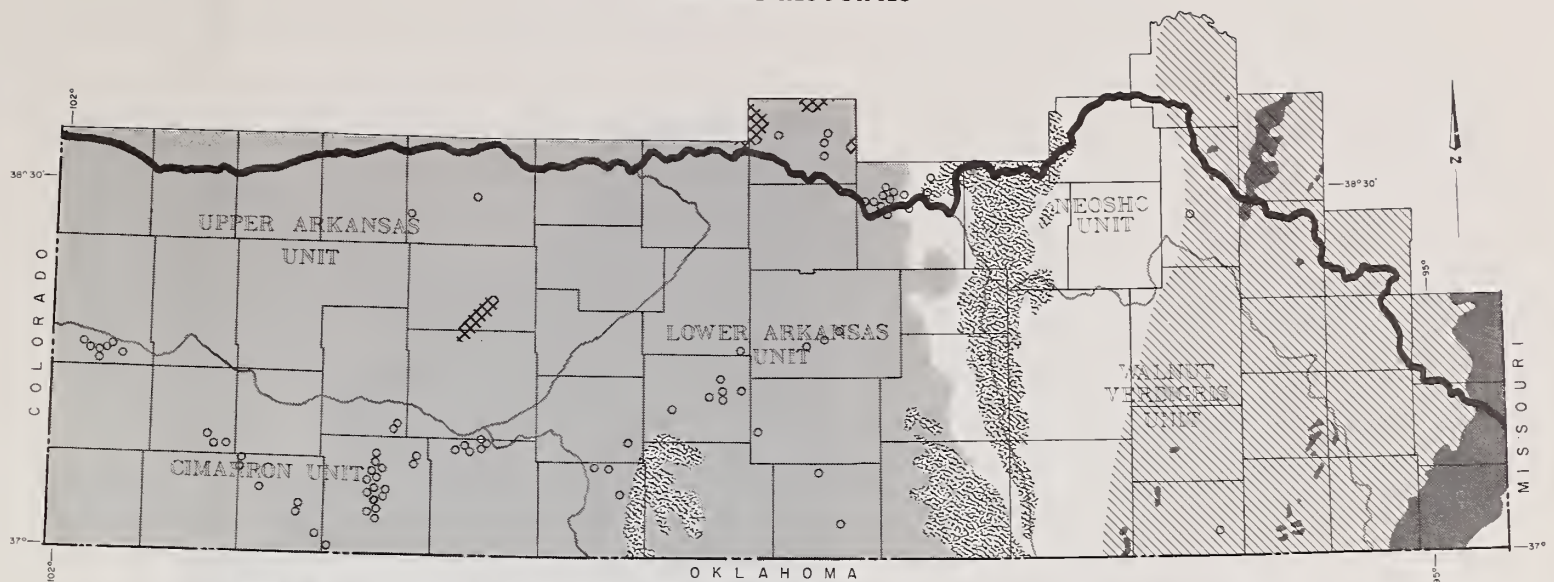 102°
38°30'
N
38°30'
NEOSHO
UNIT
UPPER ARKANSAS
UNIT
95°
COLORADO
LOWER ARKANSAS
UNIT
WALNUT
VERDIGRIS
UNIT
MISSOURI
CIMARRON UNIT
37°
37°
102°
OKLAHOMA
95°